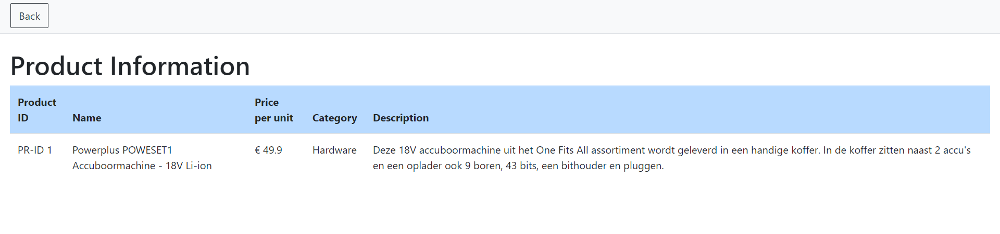 Back
Product Information
Product ID
Name
Price per unit
Category
Description
PR-ID 1
Powerplus POWESET1
Accuboormachine - 18V Li-ion
€ 49.9
Hardware
Deze 18V accuboormachine uit het One Fits All assortiment wordt geleverd in een handige koffer. In de koffer zitten naast 2 accu's
en een oplader ook 9 boren, 43 bits, een bithouder en pluggen.